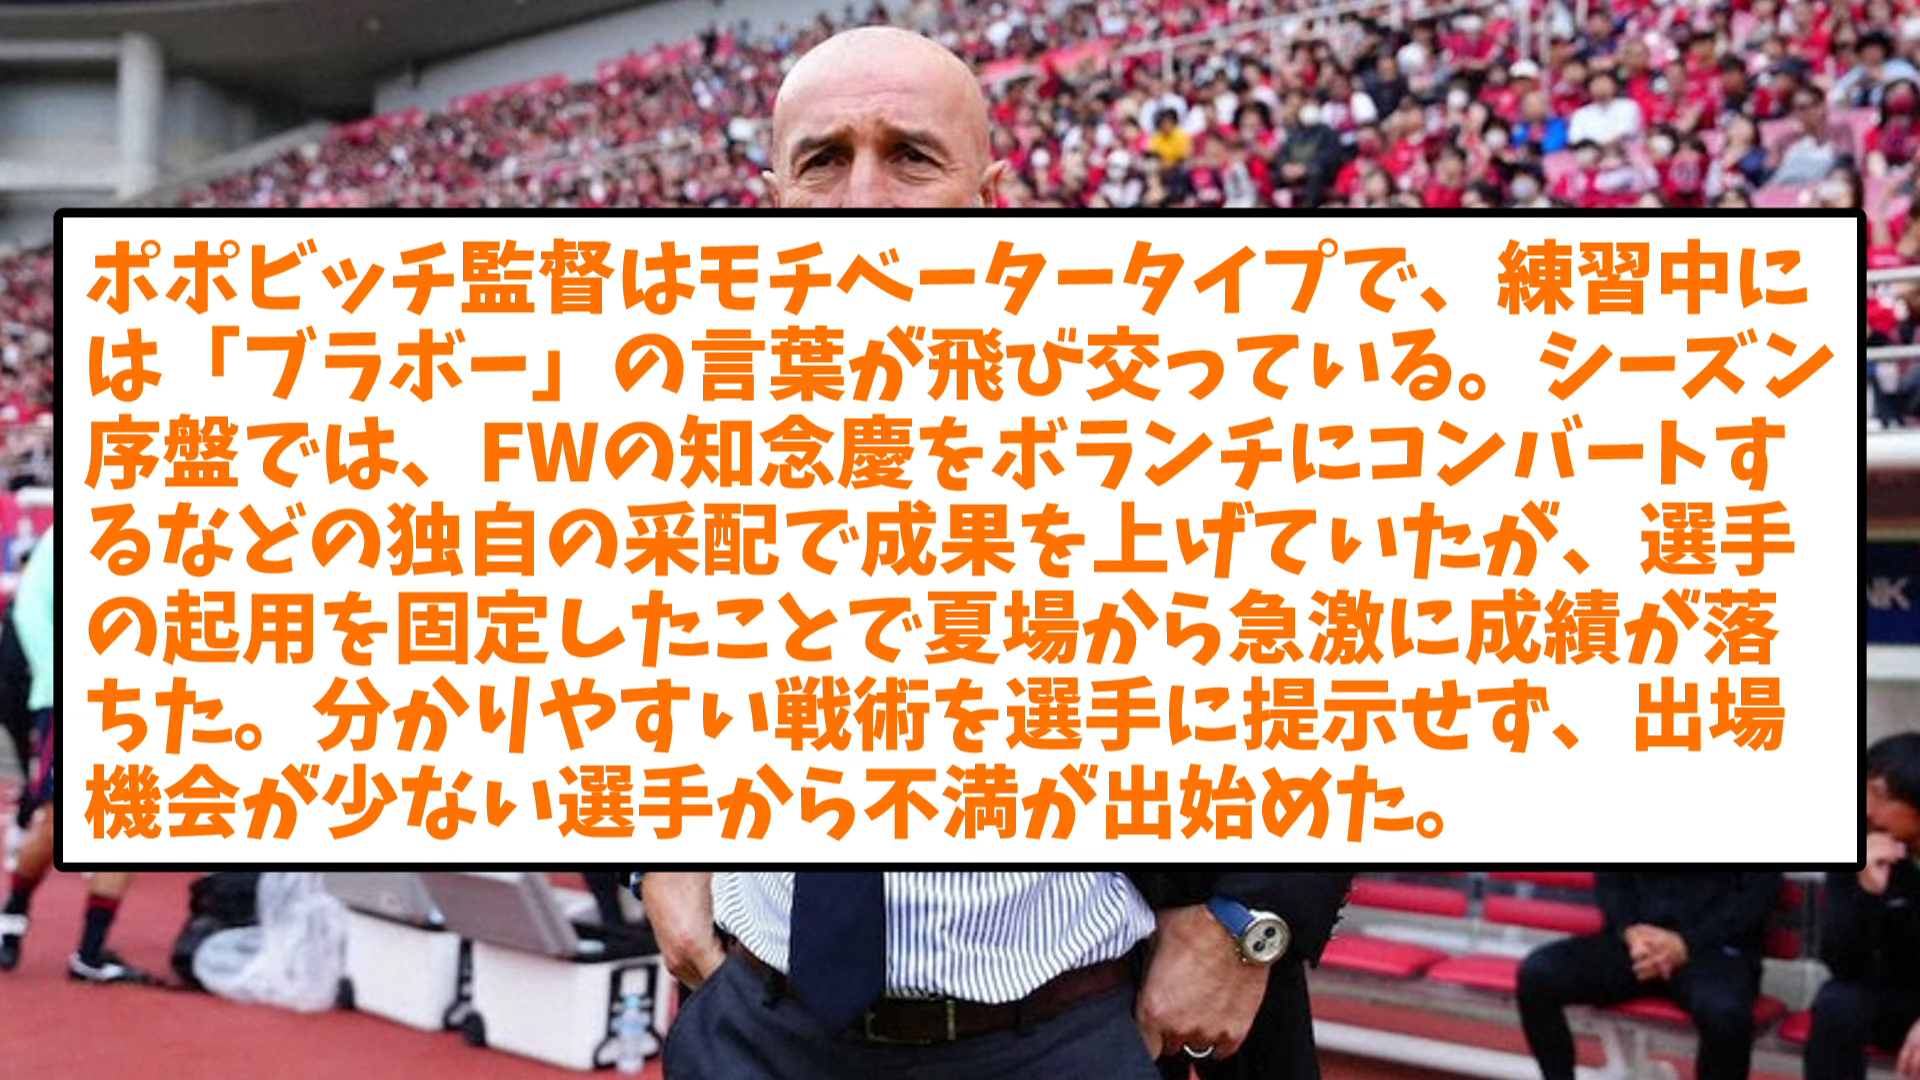 ポポビッチ監督はモチベータータイプで、練習中に
は「ブラボー」の言葉が飛び交っている。シーズン
序盤では、FWの知念慶をボランチにコンバートす
るなどの独自の采配で成果を上げていたが、選手
の起用を固定したことで夏場から急激に成績が落
ちた。分かりやすい戦術を選手に提示せず、出場
機会が少ない選手から不満が出始めた。